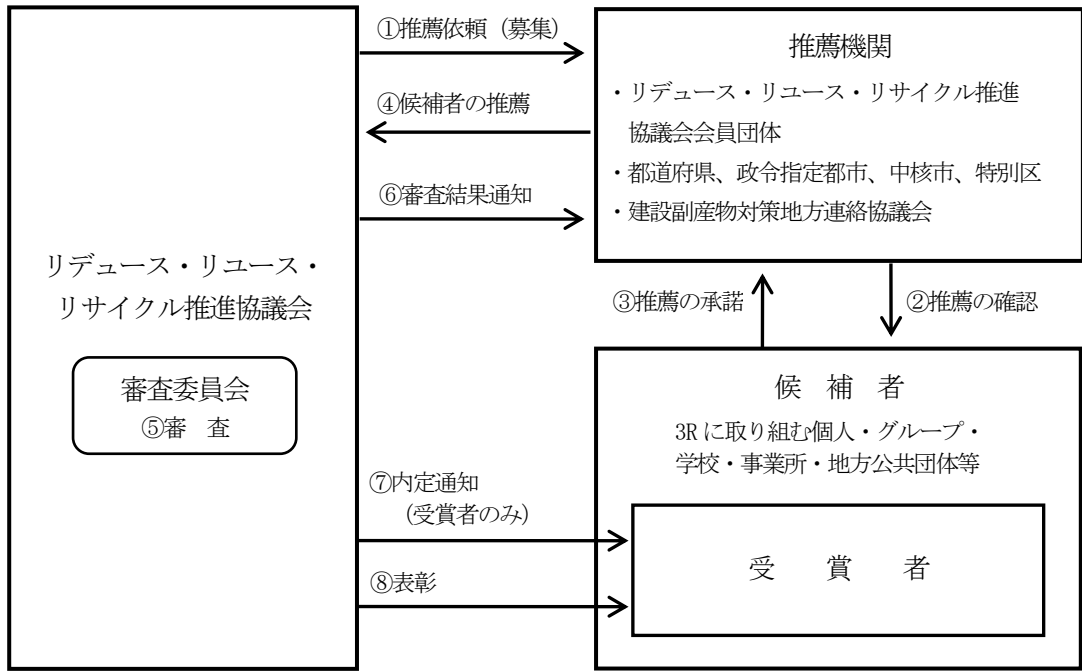 ①推薦依頼（募集）
推薦機関
・リデュース・リユース・リサイクル推進
協議会会員団体
・都道府県、政令指定都市、中核市、特別区
・建設副産物対策地方連絡協議会
④候補者の推薦
⑥審査結果通知
リデュース・リユース・
リサイクル推進協議会
審査委員会
⑤審　査
③推薦の承諾
②推薦の確認
候　補　者
3Rに取り組む個人・グループ・
学校・事業所・地方公共団体等
⑦内定通知
（受賞者のみ）
⑧表彰
受　賞　者